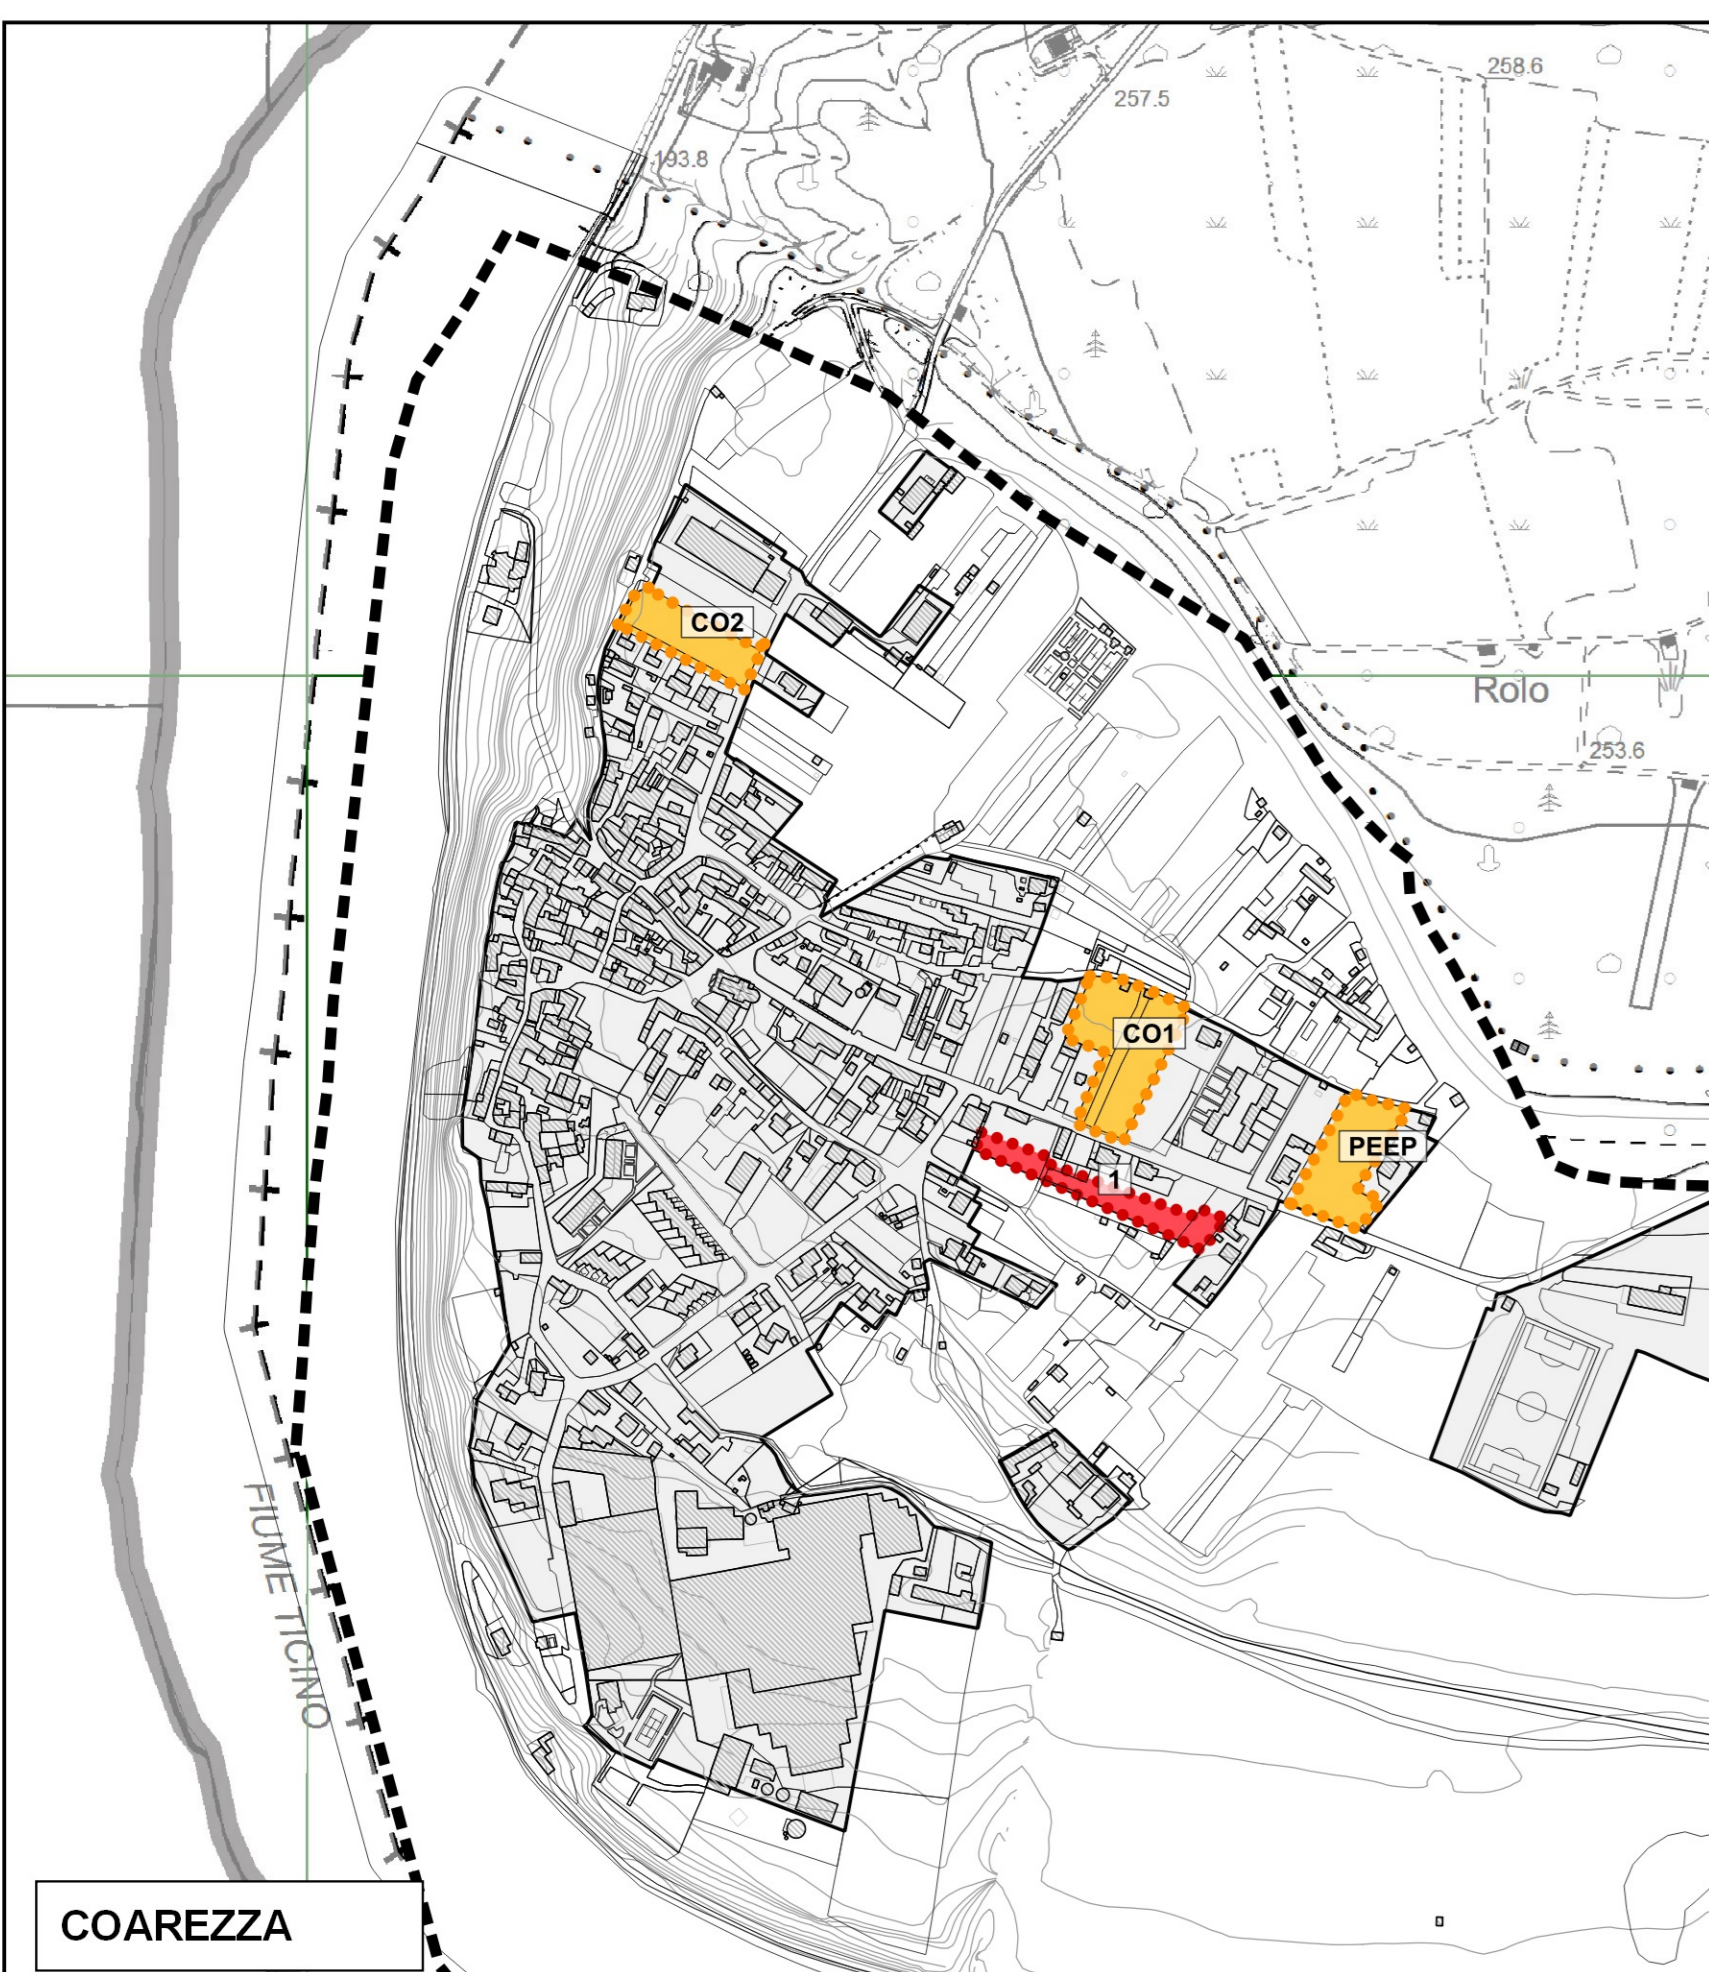 258.6
257.5
193.8
CO2
Rolo
253.6
CO1
PEEP
1
FIUME TICINO
COAREZZA